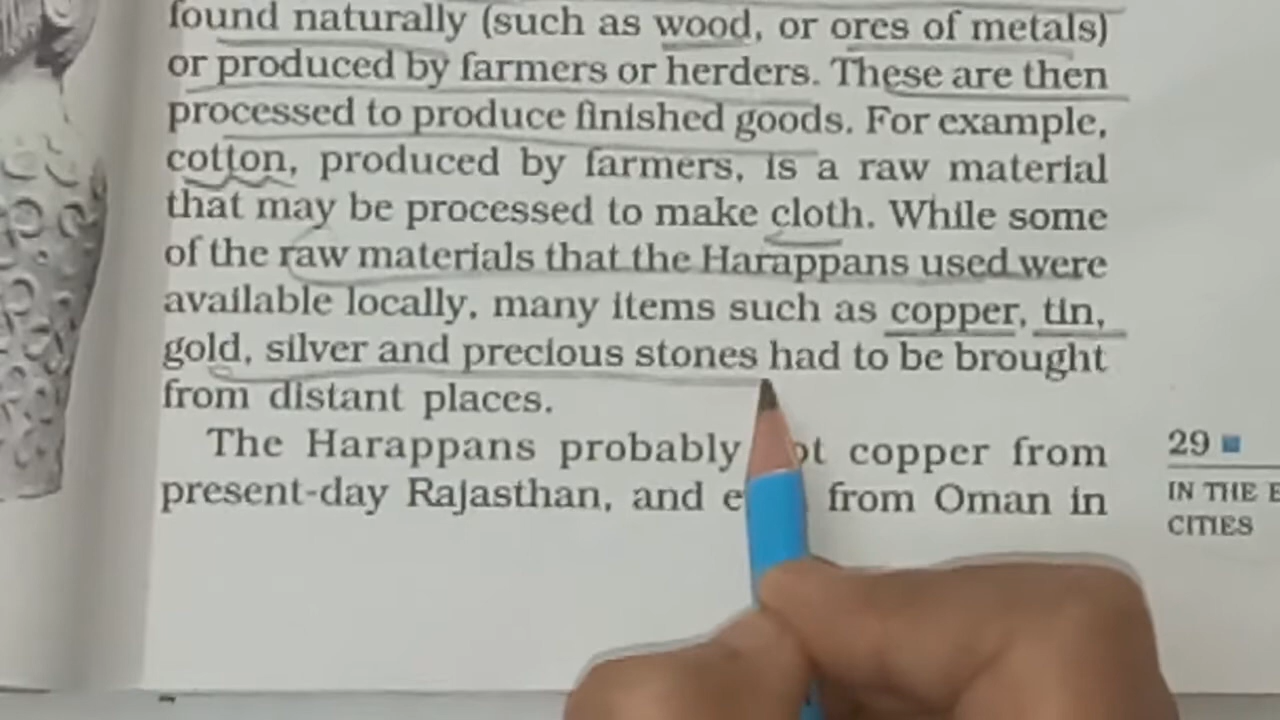 found naturally (such as wood, or ores of metals)
or produced by farmers or herders. These are then
processed to produce finished goods. For example,
cotton, produced by farmers, is a raw material
that may be processed to make cloth. While some
of the raw materials that the Harappans used were
available locally, many items such as copper, tin,
gold, silver and precious stones had to be brought
from distant places.
The Harappans probably copper from
present-day Rajasthan, and from Oman in
29
IN THE
CITIES